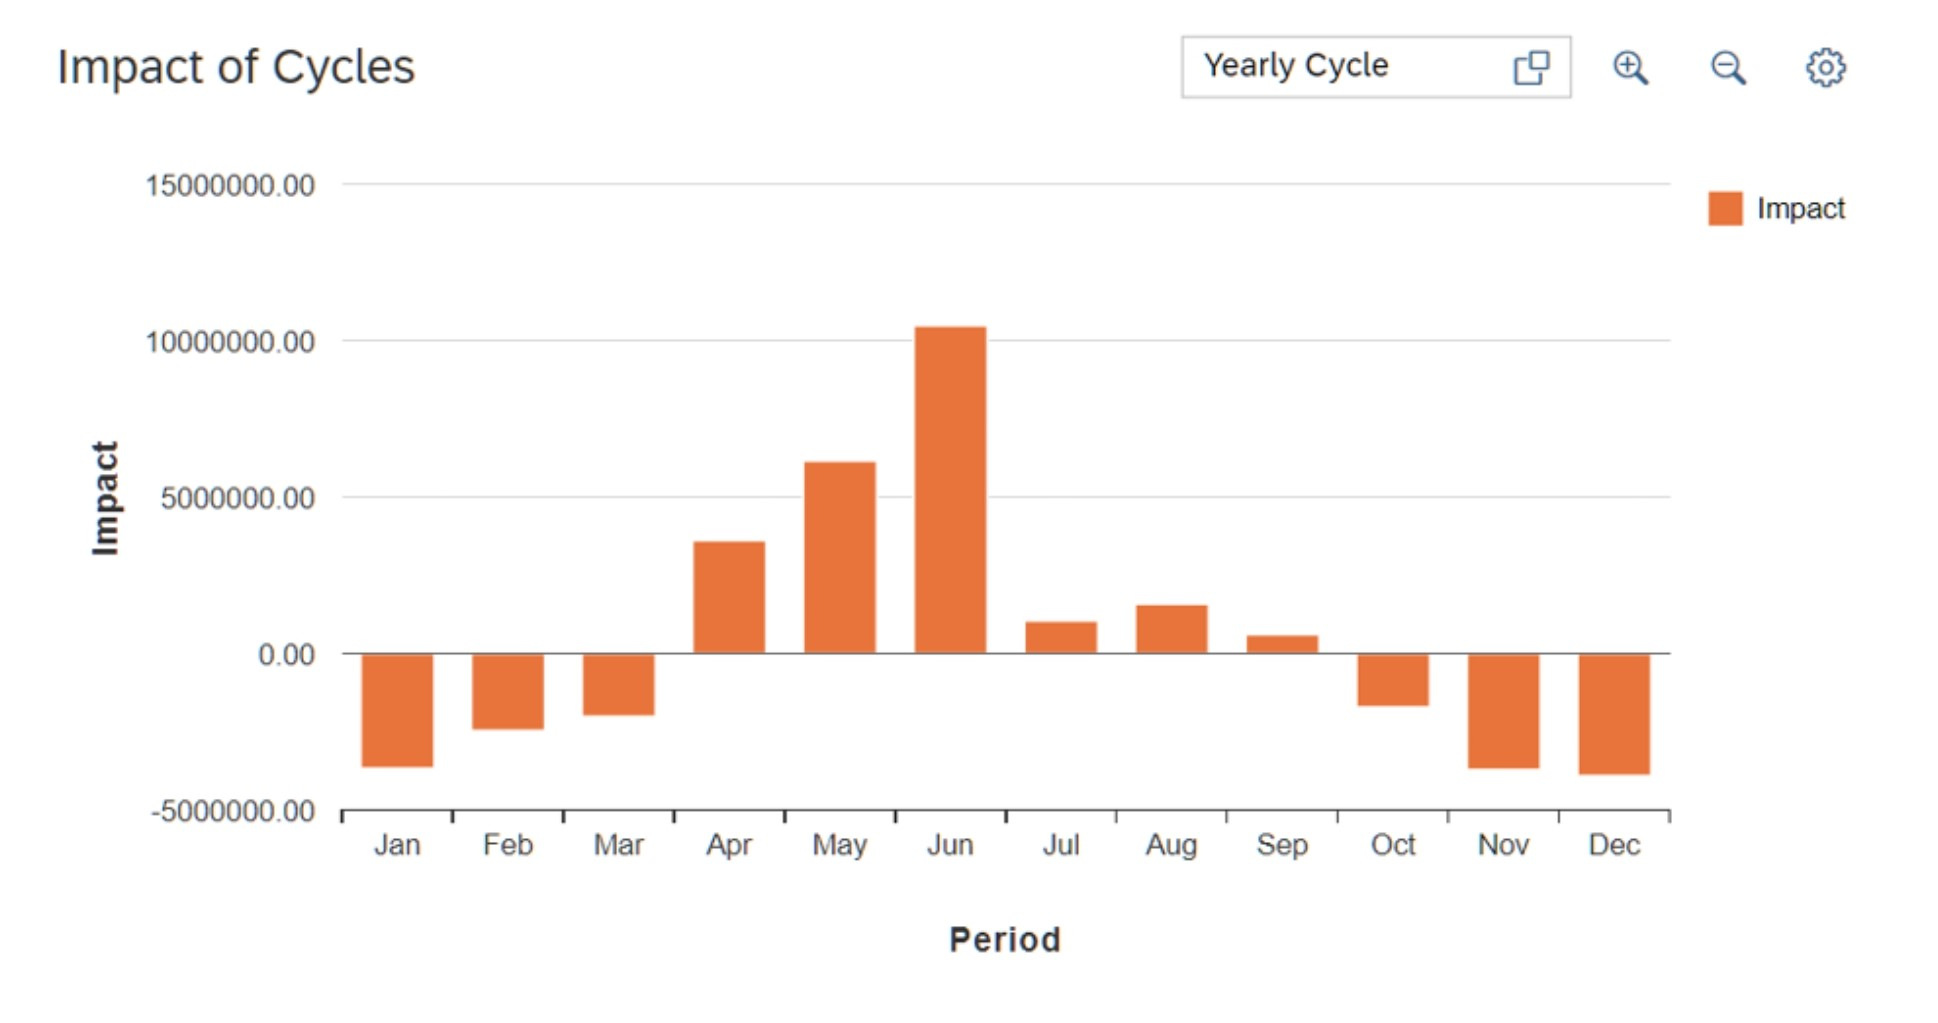 Impact of Cycles
Yearly Cycle
15000000.00
Impact
10000000.00
Impact
5000000.00
0.00
-5000000.00
Jan Feb Mar Apr May Jun Jul Aug Sep Oct Nov Dec
Period